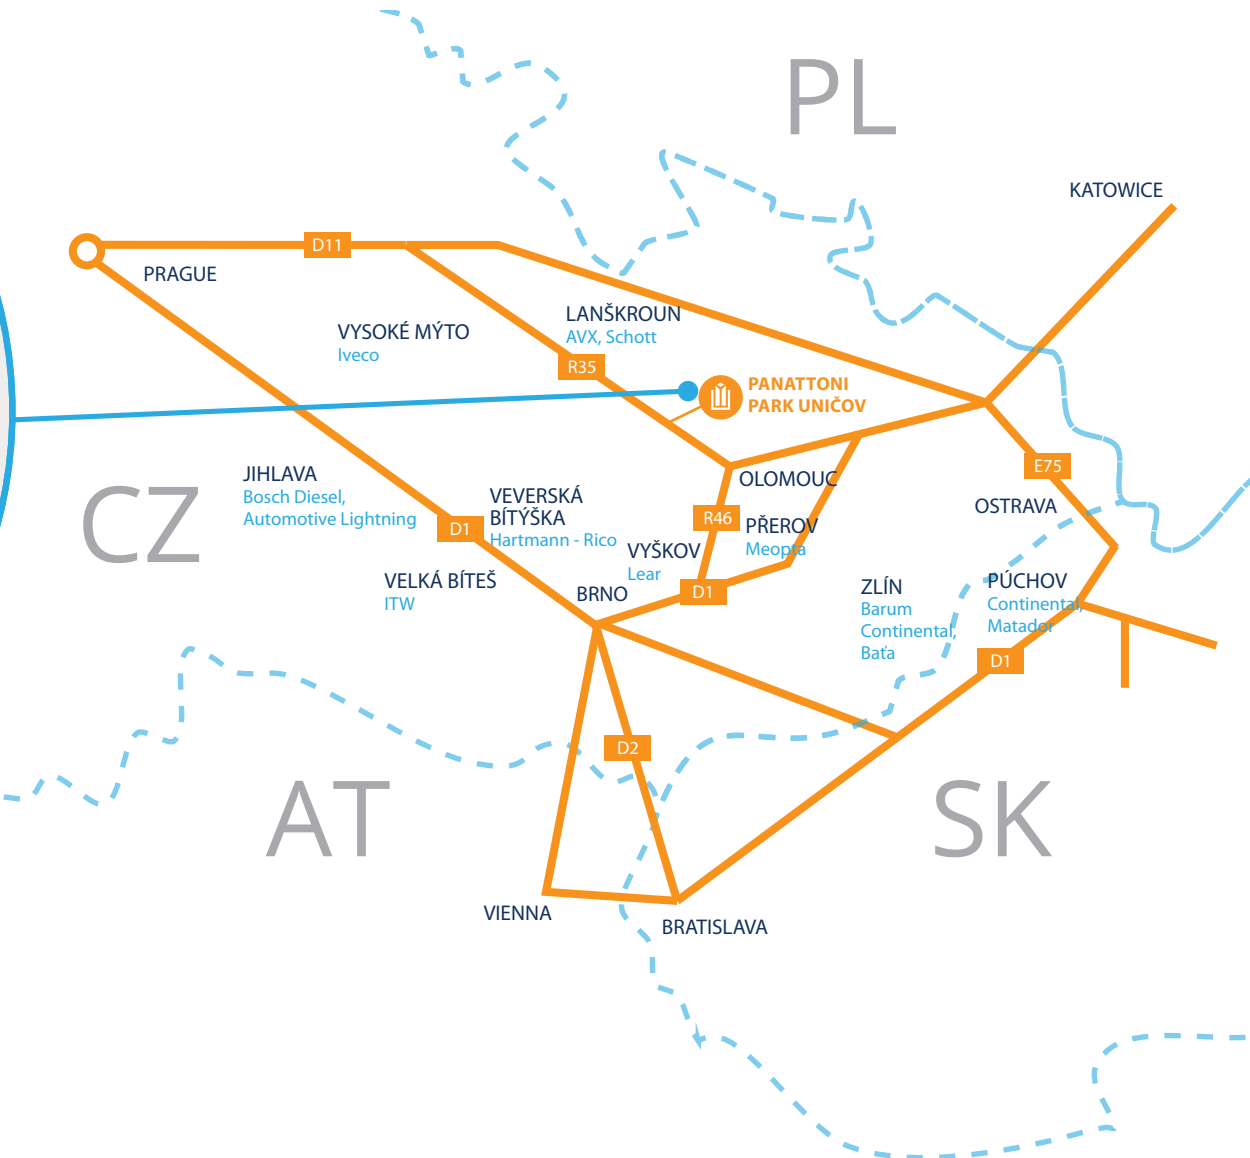 PL
KATOWICE
D11
PRAGUE
LANŠKROUN
AVX, Schott
VYSOKÉ MÝTO
Iveco
R35
PANATTONI
PARK UNIČOV
JIHLAVA
Bosch Diesel,
Automotive Lightning
CZ
D1
VEVERSKÁ
BÍTÝŠKA
Hartmann - Rico
OLOMOUC
E75
OSTRAVA
R46
PŘEROV
Meopta
VYŠKOV
Lear
VELKÁ BÍTEŠ
ITW
BRNO
D1
ZLÍN
Barum
Continental,
Baťa
PÚCHOV
Continental,
Matador
D1
D2
AT
SK
VIENNA
BRATISLAVA